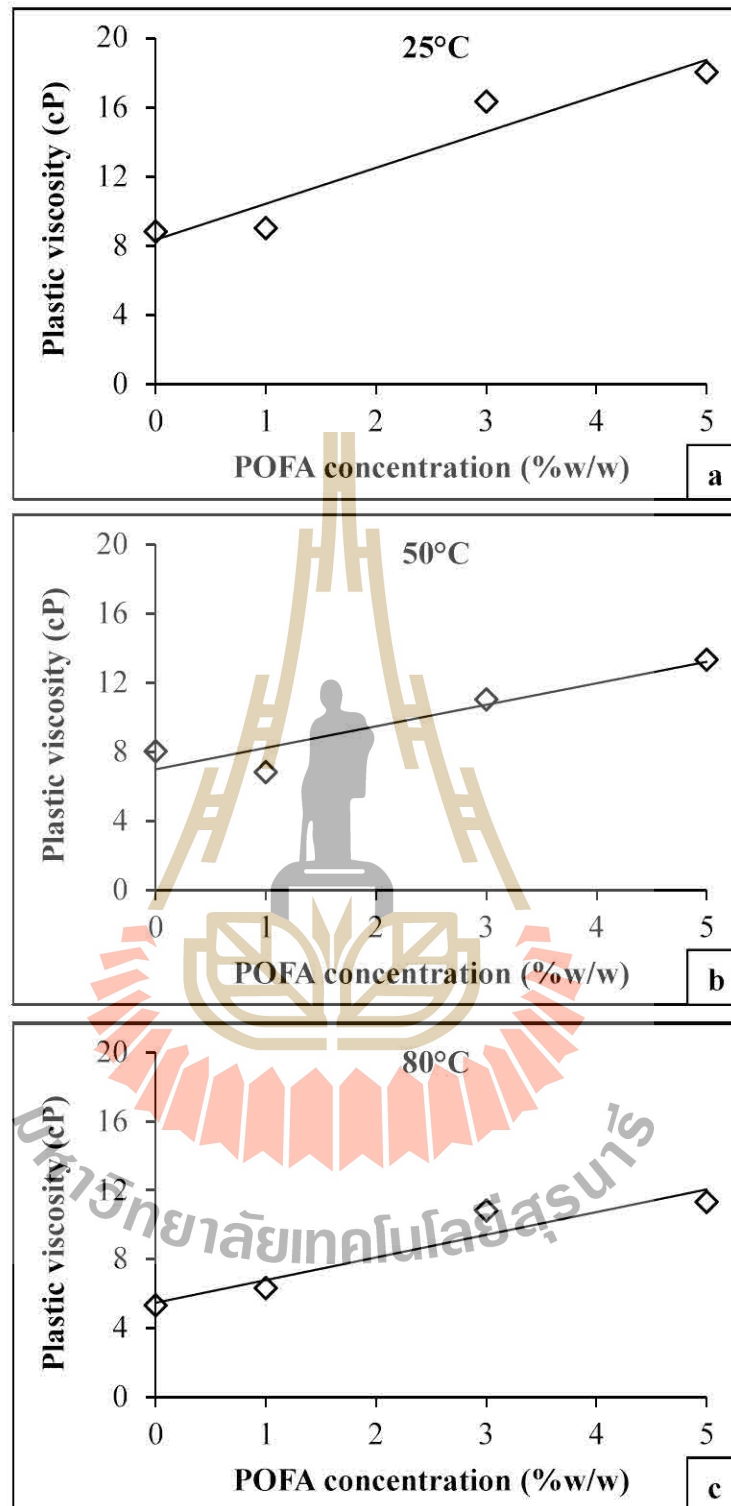 25°C
Plastic viscosity (cP)
20
16
12
8
4
0
0 1 2 3 4 5
POFA concentration (%w/w)
a
50°C
Plastic viscosity (cP)
20
16
12
8
4
0
0 1 2 3 4 5
POFA concentration (%w/w)
b
80°C
Plastic viscosity (cP)
20
16
12
8
4
0
0 1 2 3 4 5
POFA concentration (%w/w)
c
มหาวิทยาลัยเทคโนโลยีสุรนารี